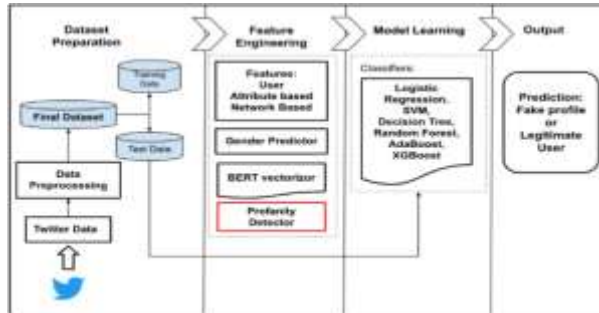 Dataset
Preparation
Feature
Engineering
Model Learning
Output
Training
Data
Final Dataset
Test Data
Data
Preprocessing
Twitter Data
Features:
User
Attribute based
Network Based
Gender Predictor
BERT vectorizor
Profanity
Detector
Classifiers:
Logistic
Regression,
SVM,
Decision Tree,
Random Forest,
AdaBoost,
XGBoost
Prediction:
Fake profile
or
Legitimate
User